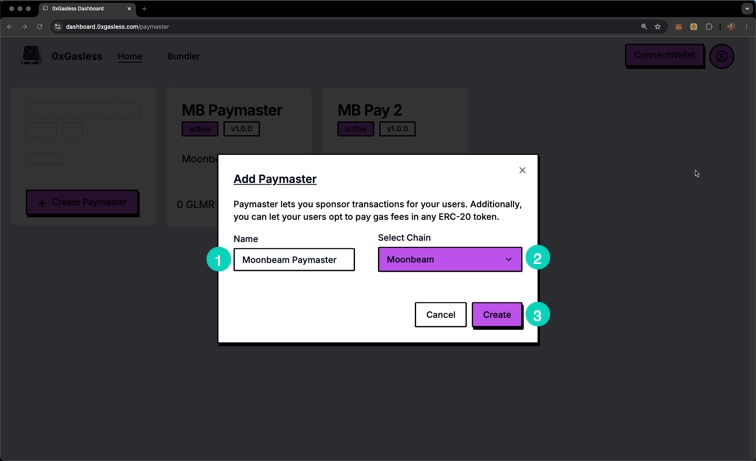 0xGasless Dashboard
dashboard.0xgasless.com/paymaster
0xGasless
Home
Bundler
ConnectWallet
MB Paymaster
active
v1.0.0
Moonbe
0 GLMR
MB Pay 2
active
v1.0.0
+ Create Paymaster
Add Paymaster
Paymaster lets you sponsor transactions for your users. Additionally,
you can let your users opt to pay gas fees in any ERC-20 token.
Name
Select Chain
1
Moonbeam Paymaster
Moonbeam
2
Cancel
Create
3